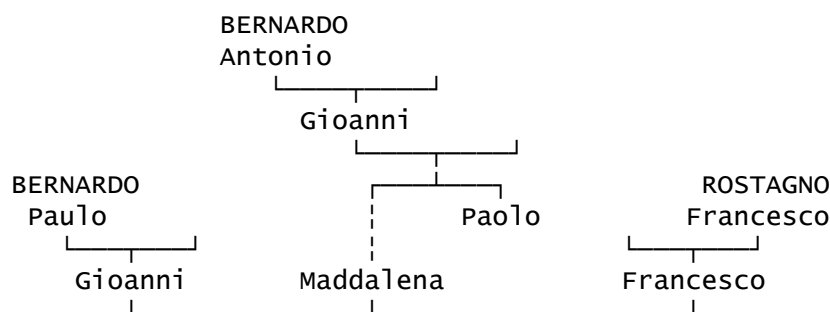 BERNARDO
Antonio
Gioanni
BERNARDO ROSTAGNO
Paulo Paolo Francesco
Gioanni Maddalena Francesco